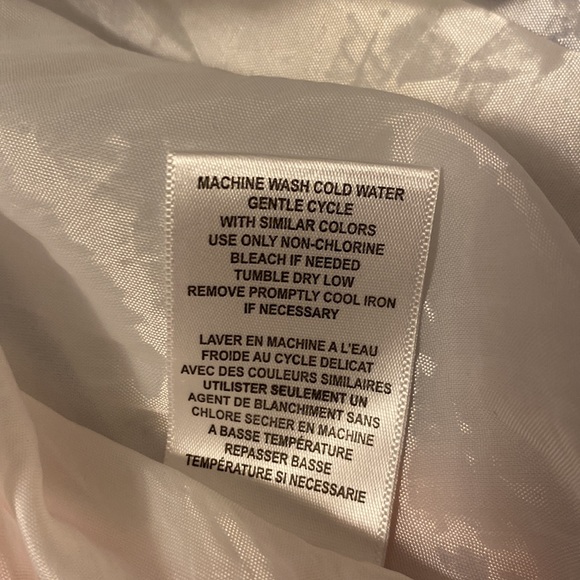 MACHINE WASH COLD WATER
GENTLE CYCLE
WITH SIMILAR COLORS
USE ONLY NON-CHLORINE
BLEACH IF NEEDED
TUMBLE DRY LOW
REMOVE PROMPTLY COOL IRON
IF NECESSARY
LAVER EN MACHINE A L'EAU
FROIDE AU CYCLE DELICAT
AVEC DES COULEURS SIMILAIRES
UTILISTER SEULEMENT UN
AGENT DE BLANCHIMENT SANS
CHLORE SECHER EN MACHINE
A BASSE TEMPÉRATURE
REPASSER BASSE
TEMPÉRATURE SI NECESSARIE